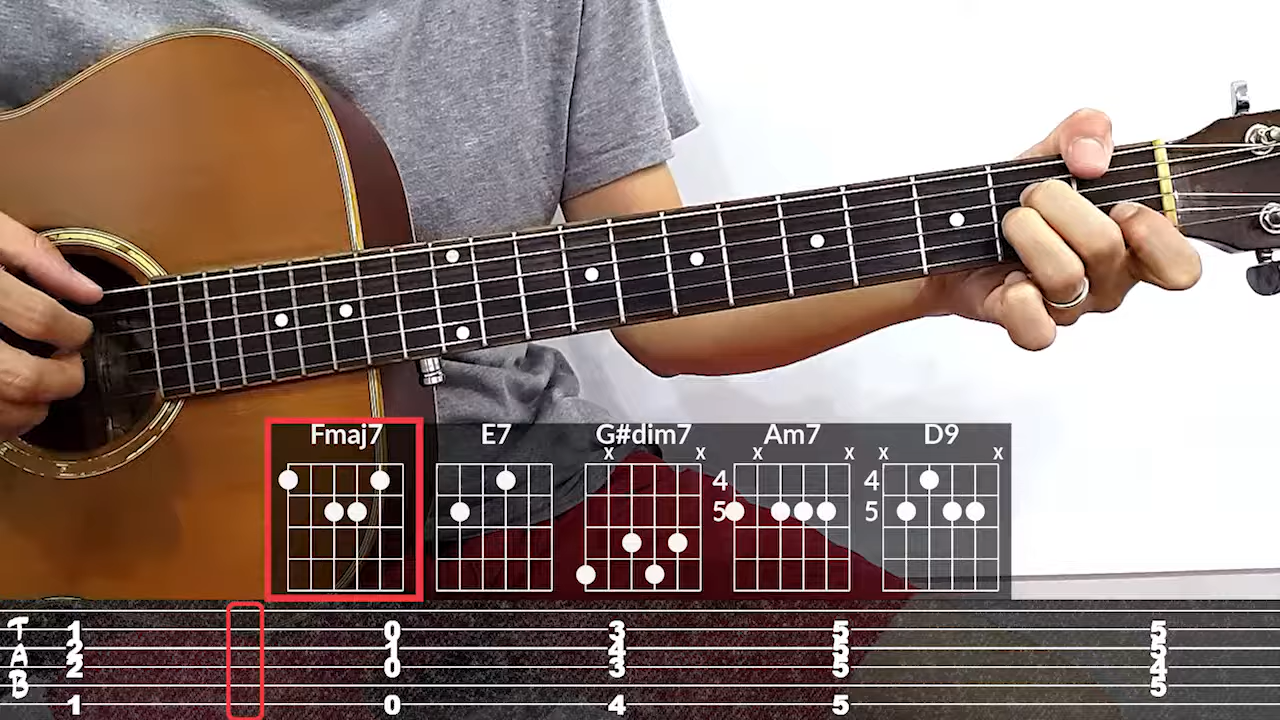 Fmaj7 E7 G#dim7 Am7 D9
x x x x x x
4 4
5 5
T 1 0 3 5 5
A 2 1 4 5 5
2 0 3 5 4
B 5
1 0 4 5